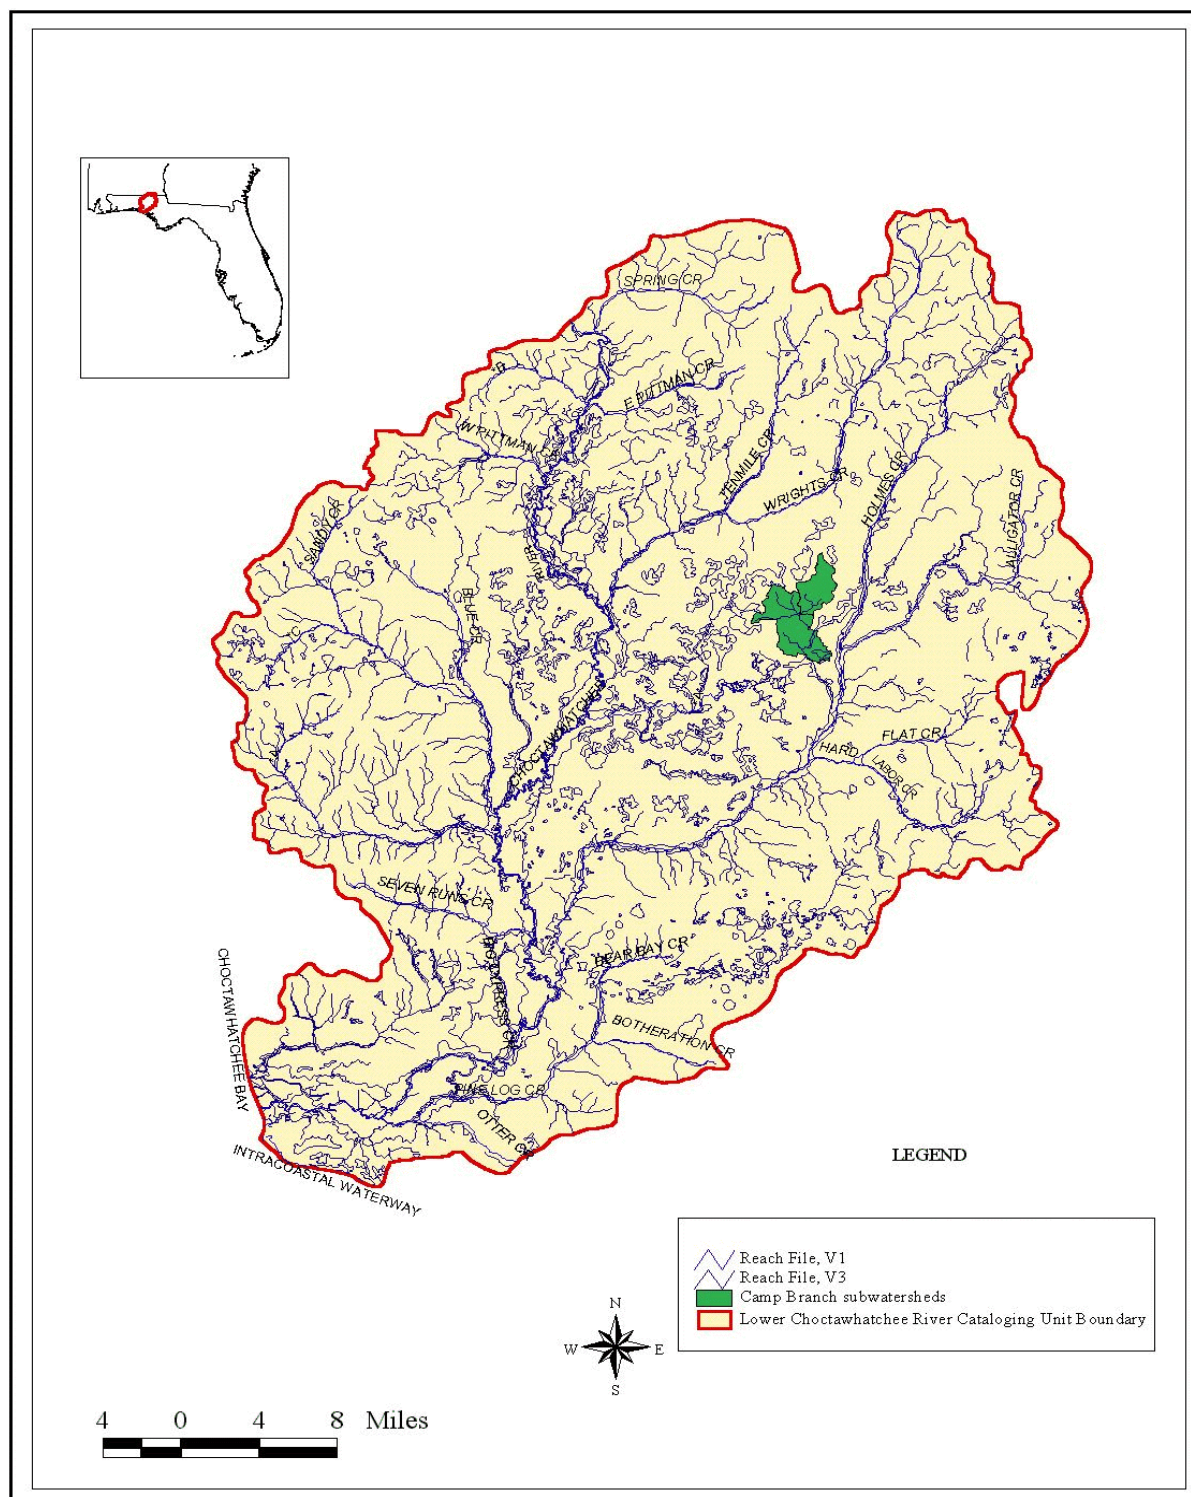 SPRING CR
E PITTMAN CR
W PITTMAN
TENMILE CR
WRIGHTS CR
HOLMES CR
ALLIGATOR CR
SANDY CR
RIVER
BLUE CR
CHOCTAWHATCHEE
FLAT CR
HARD
LABOR CR
SEVEN RUNS CR
BEAR BAY CR
BIG CYPRESS CR
BOTHERATION CR
CHOCTAWHATCHEE BAY
PINE LOG CR
OTTER CR
INTRACOASTAL WATERWAY
LEGEND
Reach File, V1
Reach File, V3
Camp Branch subwatersheds
Lower Choctawhatchee River Cataloging Unit Boundary
N
W E
S
4 0 4 8 Miles